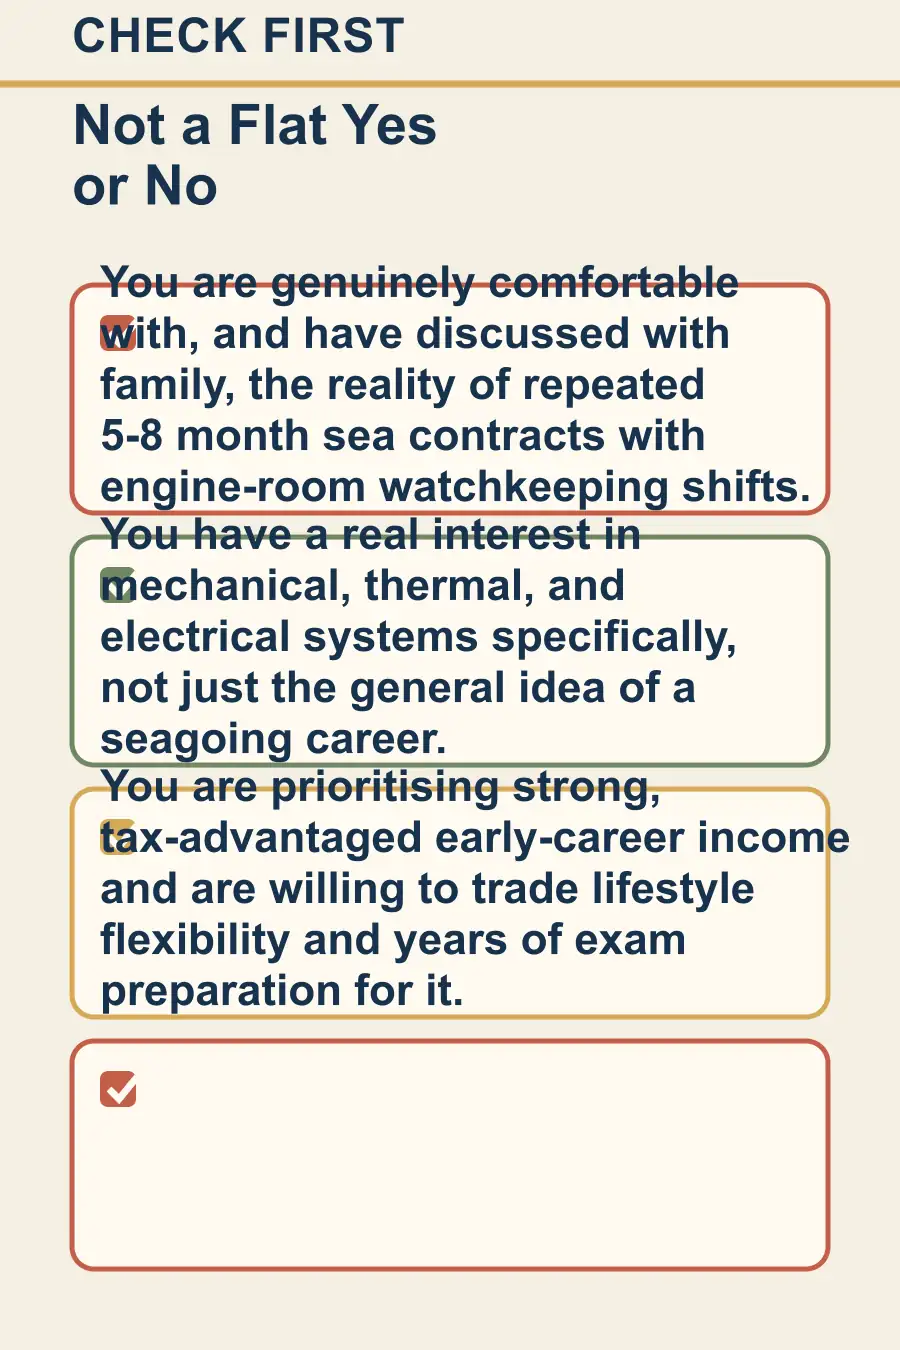 CHECK FIRST
Not a Flat Yes
or No
You are genuinely comfortable
with, and have discussed with
family, the reality of repeated
5-8 month sea contracts with
engine-room watchkeeping shifts.
You have a real interest in
mechanical, thermal, and
electrical systems specifically,
not just the general idea of a
seagoing career.
You are prioritising strong,
tax-advantaged early-career income
and are willing to trade lifestyle
flexibility and years of exam
preparation for it.